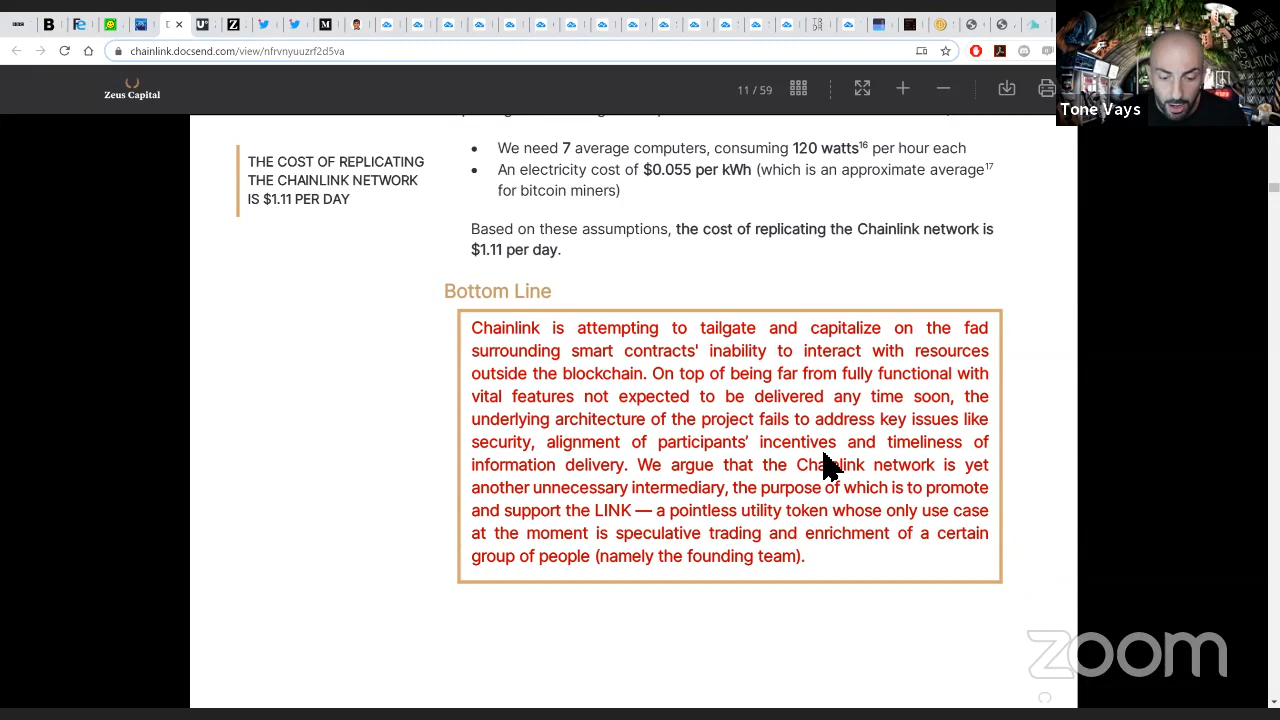 chainlink.docsend.com/view/nfrvnyuuzrf2d5va
Zeus Capital
11 / 59
Tone Vays
THE COST OF REPLICATING
THE CHAINLINK NETWORK
IS $1.11 PER DAY
• We need 7 average computers, consuming 120 watts16 per hour each
• An electricity cost of $0.055 per kWh (which is an approximate average17
for bitcoin miners)
Based on these assumptions, the cost of replicating the Chainlink network is
$1.11 per day.
Bottom Line
Chainlink is attempting to tailgate and capitalize on the fad
surrounding smart contracts' inability to interact with resources
outside the blockchain. On top of being far from fully functional with
vital features not expected to be delivered any time soon, the
underlying architecture of the project fails to address key issues like
security, alignment of participants’ incentives and timeliness of
information delivery. We argue that the Chainlink network is yet
another unnecessary intermediary, the purpose of which is to promote
and support the LINK — a pointless utility token whose only use case
at the moment is speculative trading and enrichment of a certain
group of people (namely the founding team).
zoom